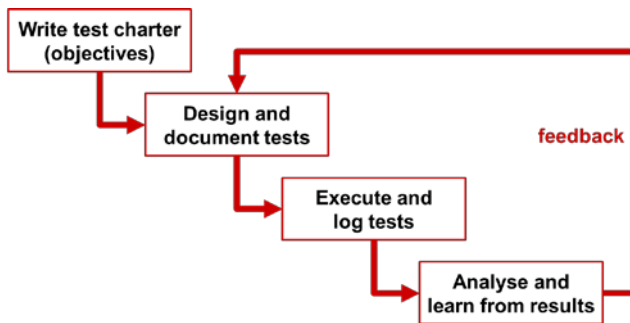 Write test charter
(objectives)
Design and
document tests
feedback
Execute and
log tests
Analyse and
learn from results